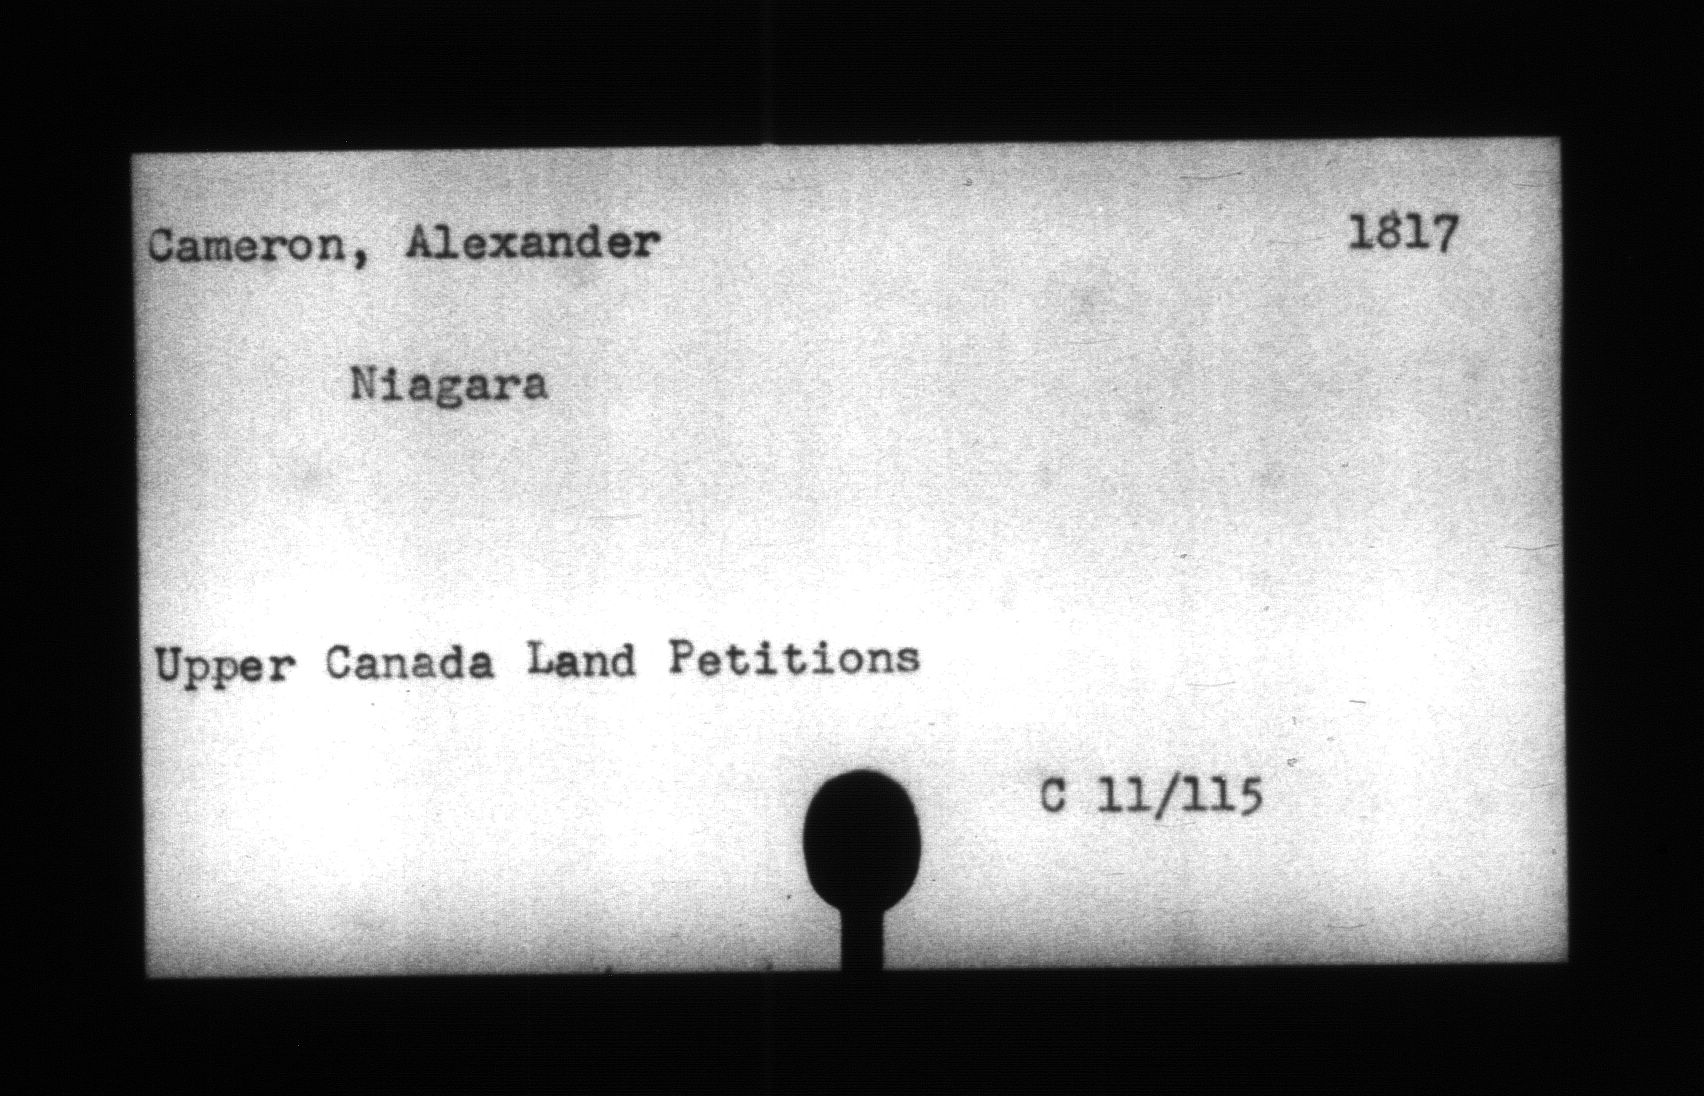 Cameron, Alexander 1817
Niagara
Upper Canada Land Petitions
C 11/115